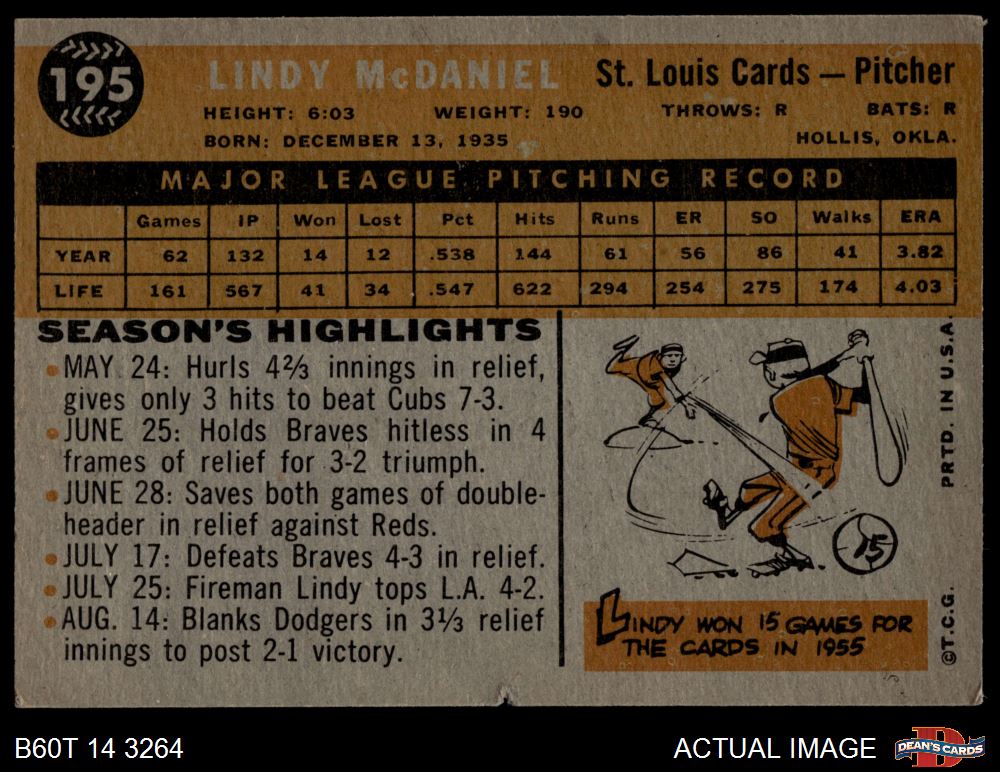 195
LINDY McDANIEL St. Louis Cards — Pitcher
HEIGHT: 6:03 WEIGHT: 190 THROWS: R BATS: R
BORN: DECEMBER 13, 1935 HOLLIS, OKLA.
MAJOR LEAGUE PITCHING RECORD
Games IP Won Lost Pct Hits Runs ER SO Walks ERA
YEAR 62 132 14 12 .538 144 61 56 86 41 3.82
LIFE 161 567 41 34 .547 622 294 254 275 174 4.03
SEASON'S HIGHLIGHTS
• MAY 24: Hurls 4⅔ innings in relief,
gives only 3 hits to beat Cubs 7-3.
• JUNE 25: Holds Braves hitless in 4
frames of relief for 3-2 triumph.
• JUNE 28: Saves both games of double-
header in relief against Reds.
• JULY 17: Defeats Braves 4-3 in relief.
• JULY 25: Fireman Lindy tops L.A. 4-2.
• AUG. 14: Blanks Dodgers in 3⅓ relief
innings to post 2-1 victory.
15
LINDY WON 15 GAMES FOR
THE CARDS IN 1955
©T.C.G. PRTD. IN U.S.A.
B60T 14 3264 ACTUAL IMAGE DEAN'S CARDS